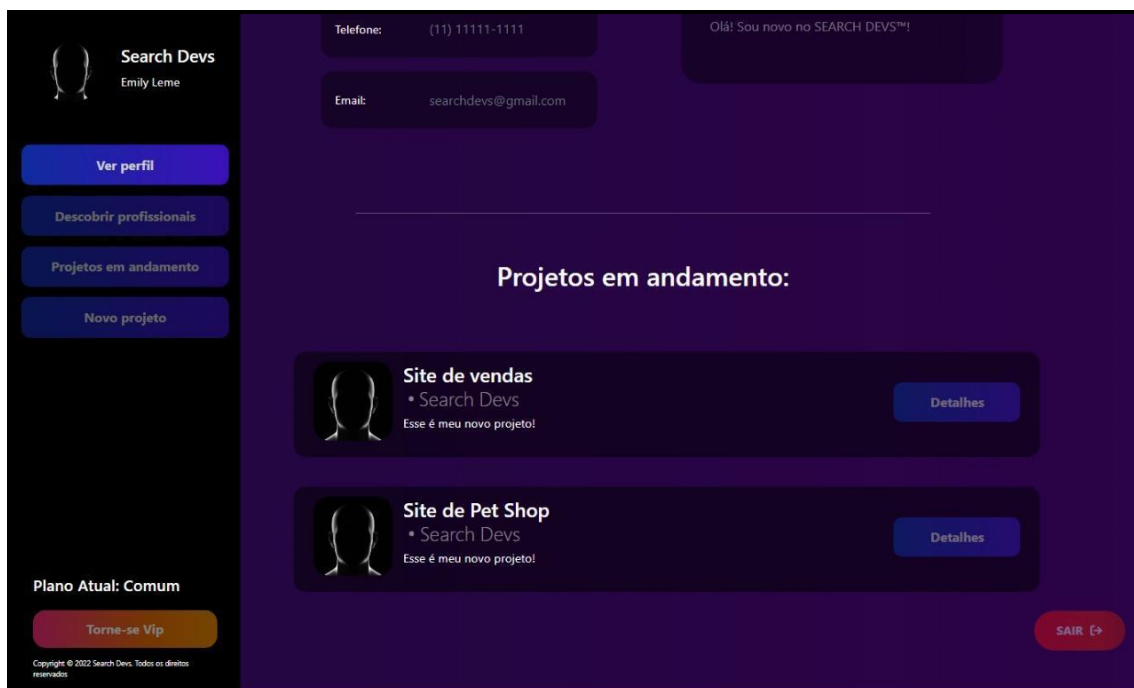 Search Devs
Emily Leme
Ver perfil
Descobrir profissionais
Projetos em andamento
Novo projeto
Plano Atual: Comum
Torne-se Vip
Copyright © 2022 Search Devs. Todos os direitos
reservados
Telefone: (11) 11111-1111
Email: searchdevs@gmail.com
Olá! Sou novo no SEARCH DEVS™!
Projetos em andamento:
Site de vendas
• Search Devs
Esse é meu novo projeto!
Detalhes
Site de Pet Shop
• Search Devs
Esse é meu novo projeto!
Detalhes
SAIR